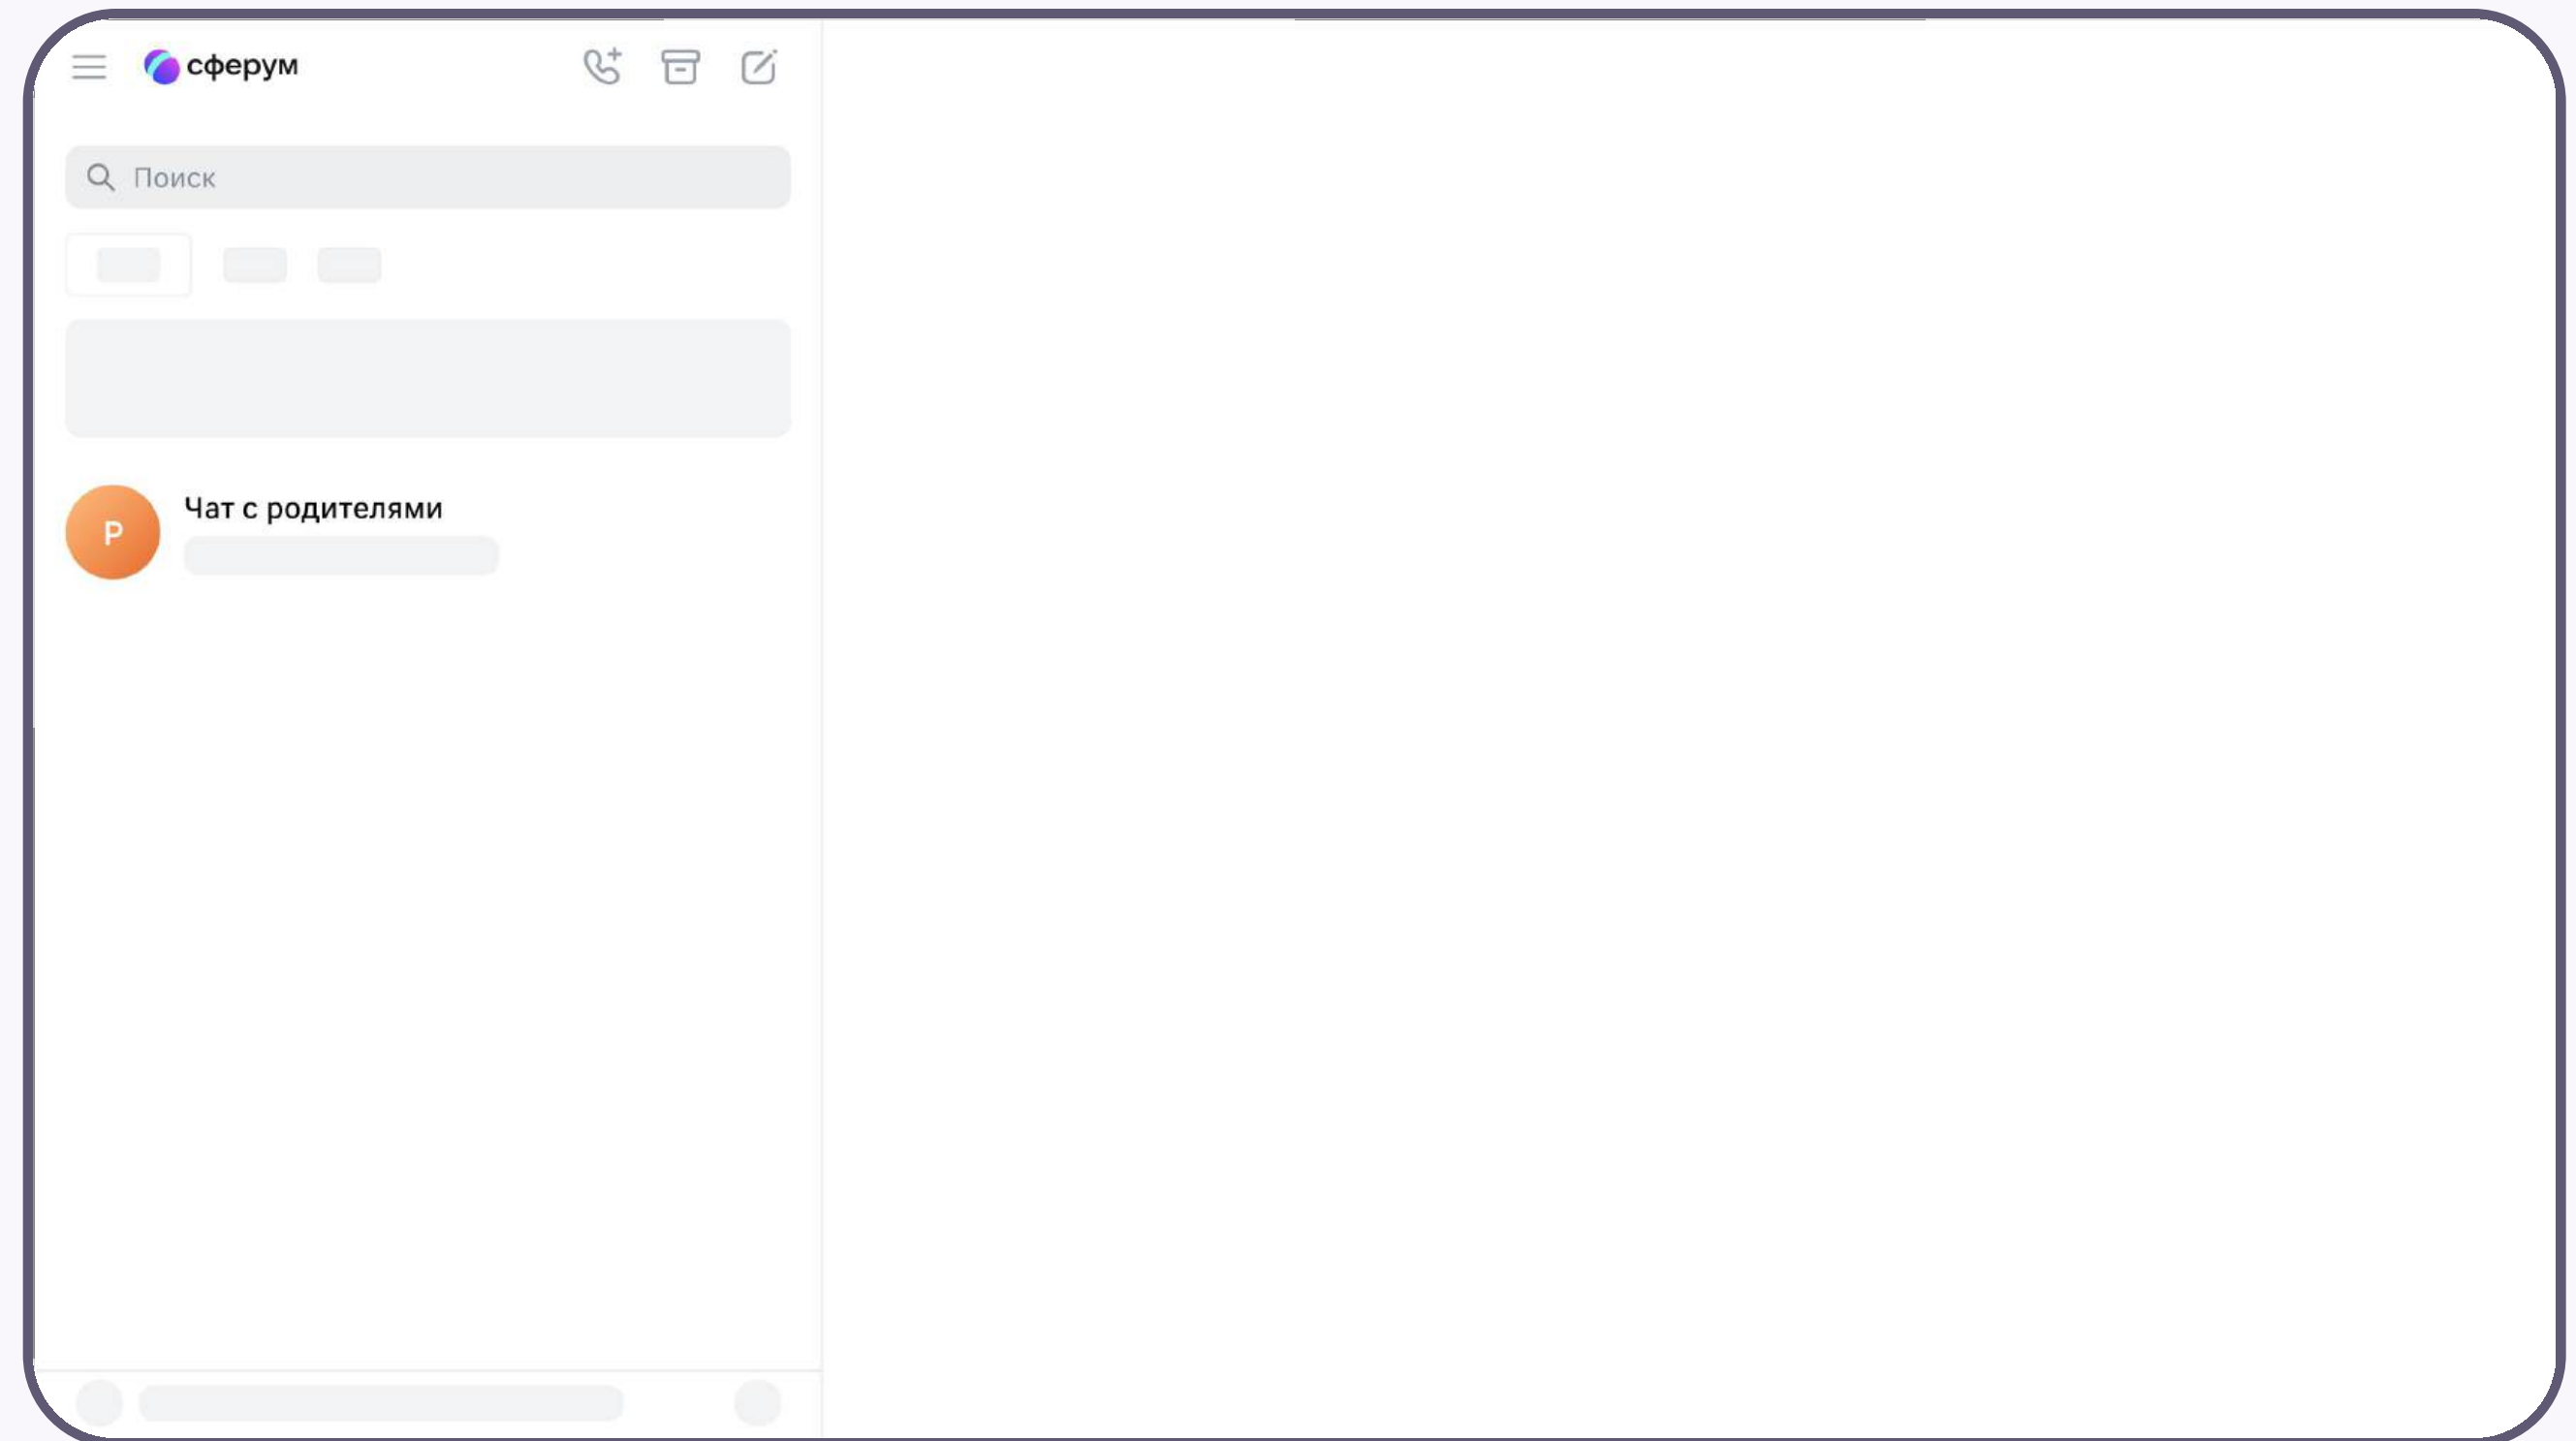 сферум
Поиск
Р
Чат с родителями